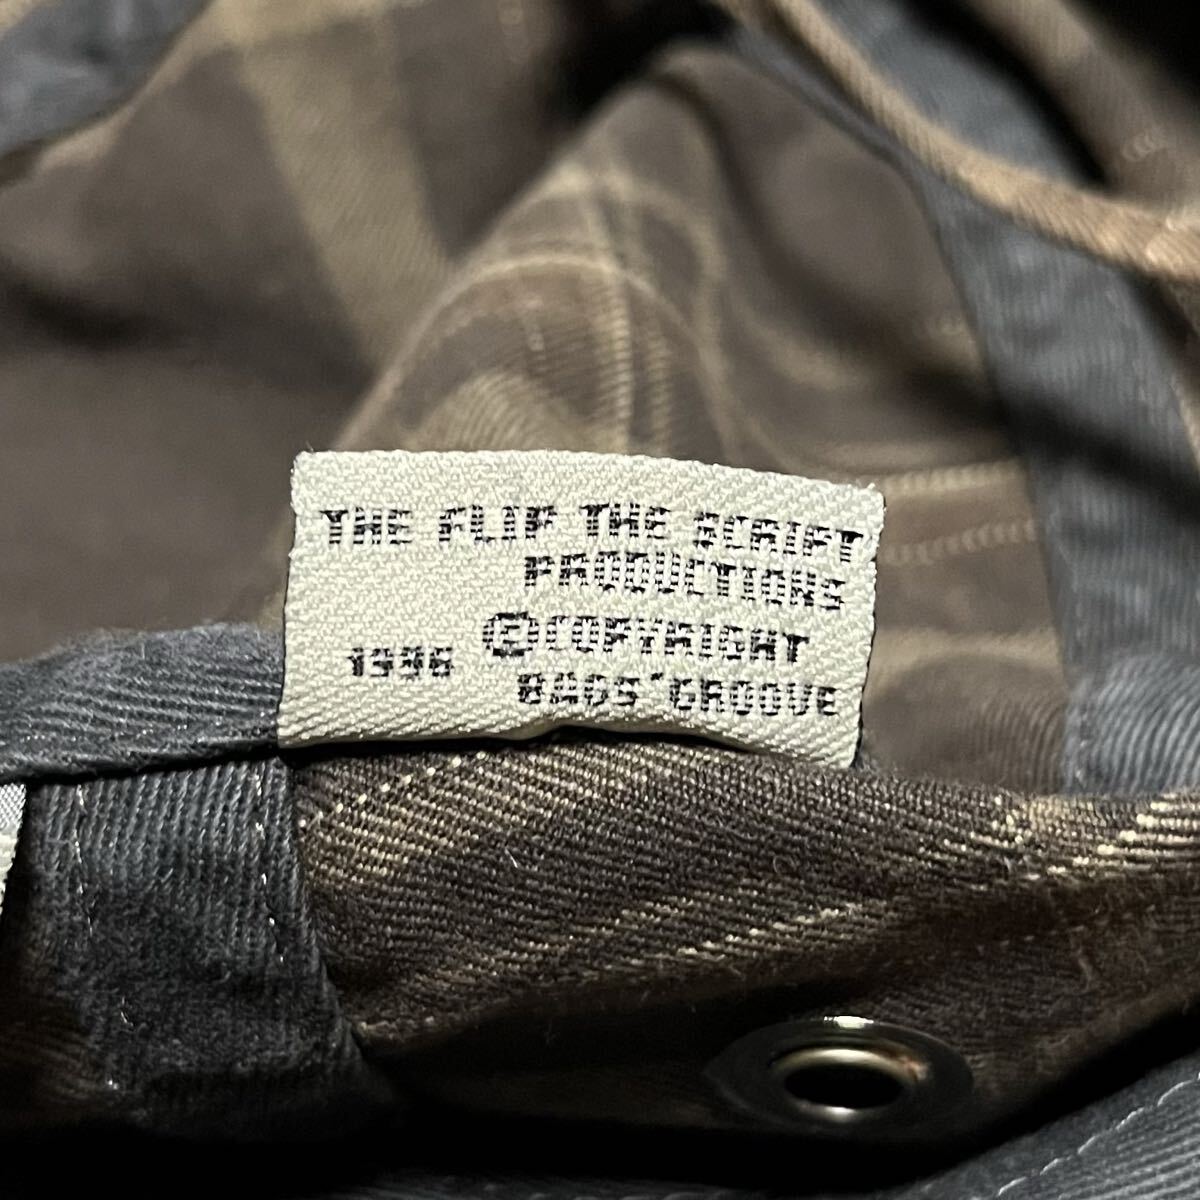 THE FLIP THE SCRIPT
PRODUCTIONS
1996 ©COPYRIGHT
BAGS' GROOVE